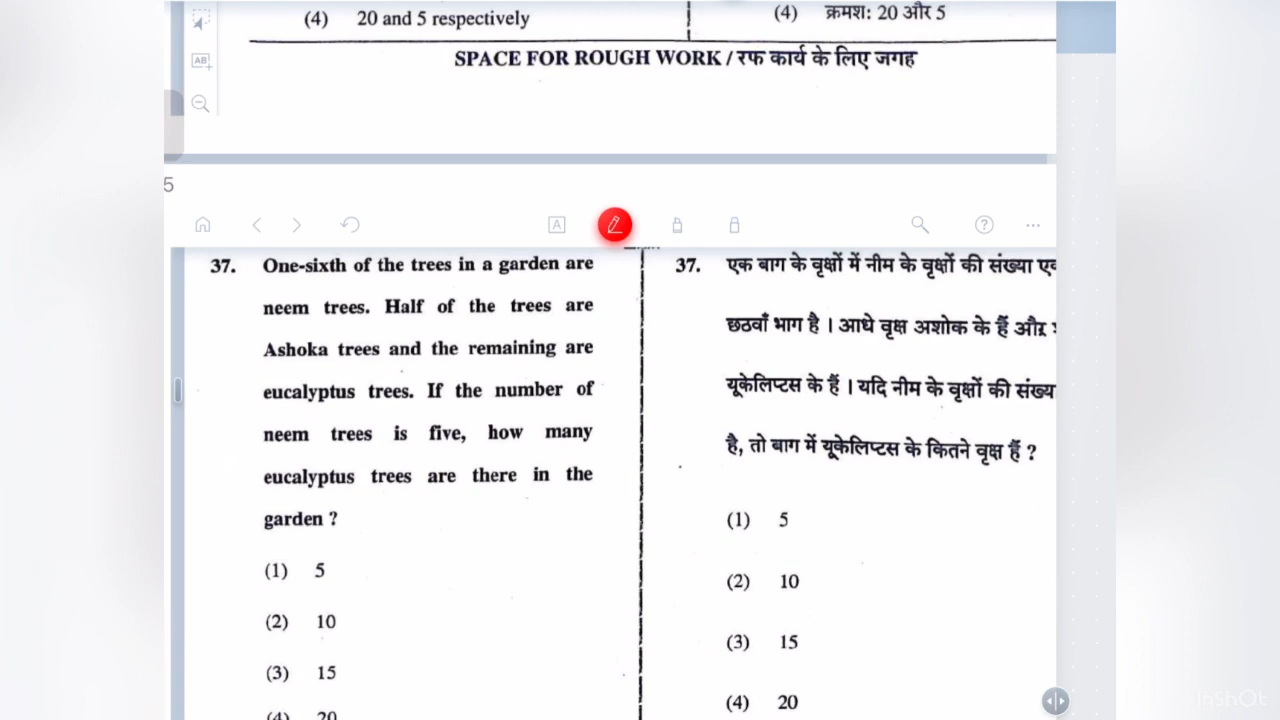 (4) 20 and 5 respectively
(4) क्रमश: 20 और 5
SPACE FOR ROUGH WORK / रफ कार्य के लिए जगह
5
37. One-sixth of the trees in a garden are
neem trees. Half of the trees are
Ashoka trees and the remaining are
eucalyptus trees. If the number of
neem trees is five, how many
eucalyptus trees are there in the
garden ?
(1) 5
(2) 10
(3) 15
(4) 20
37. एक बाग के वृक्षों में नीम के वृक्षों की संख्या
छठवाँ भाग है । आधे वृक्ष अशोक के हैं और
यूकेलिप्टस के हैं । यदि नीम के वृक्षों की
है, तो बाग में यूकेलिप्टस के कितने वृक्ष हैं ?
(1) 5
(2) 10
(3) 15
(4) 20
InShOt